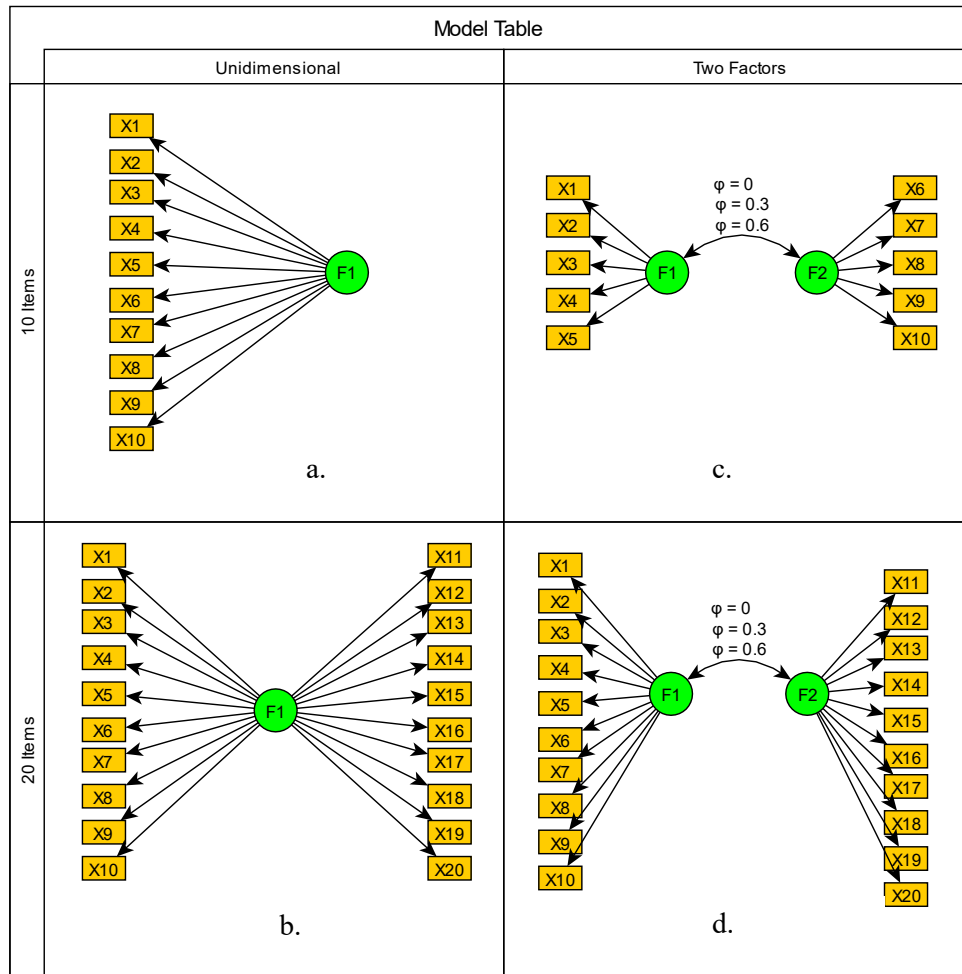 Model Table
Unidimensional
Two Factors
10 Items
X1
X2
X3
X4
X5
X6
X7
X8
X9
X10
F1
a.
X1
X2
X3
X4
X5
F1
φ = 0
φ = 0.3
φ = 0.6
F2
X6
X7
X8
X9
X10
c.
20 Items
X1
X2
X3
X4
X5
X6
X7
X8
X9
X10
F1
X11
X12
X13
X14
X15
X16
X17
X18
X19
X20
b.
X1
X2
X3
X4
X5
X6
X7
X8
X9
X10
F1
φ = 0
φ = 0.3
φ = 0.6
F2
X11
X12
X13
X14
X15
X16
X17
X18
X19
X20
d.